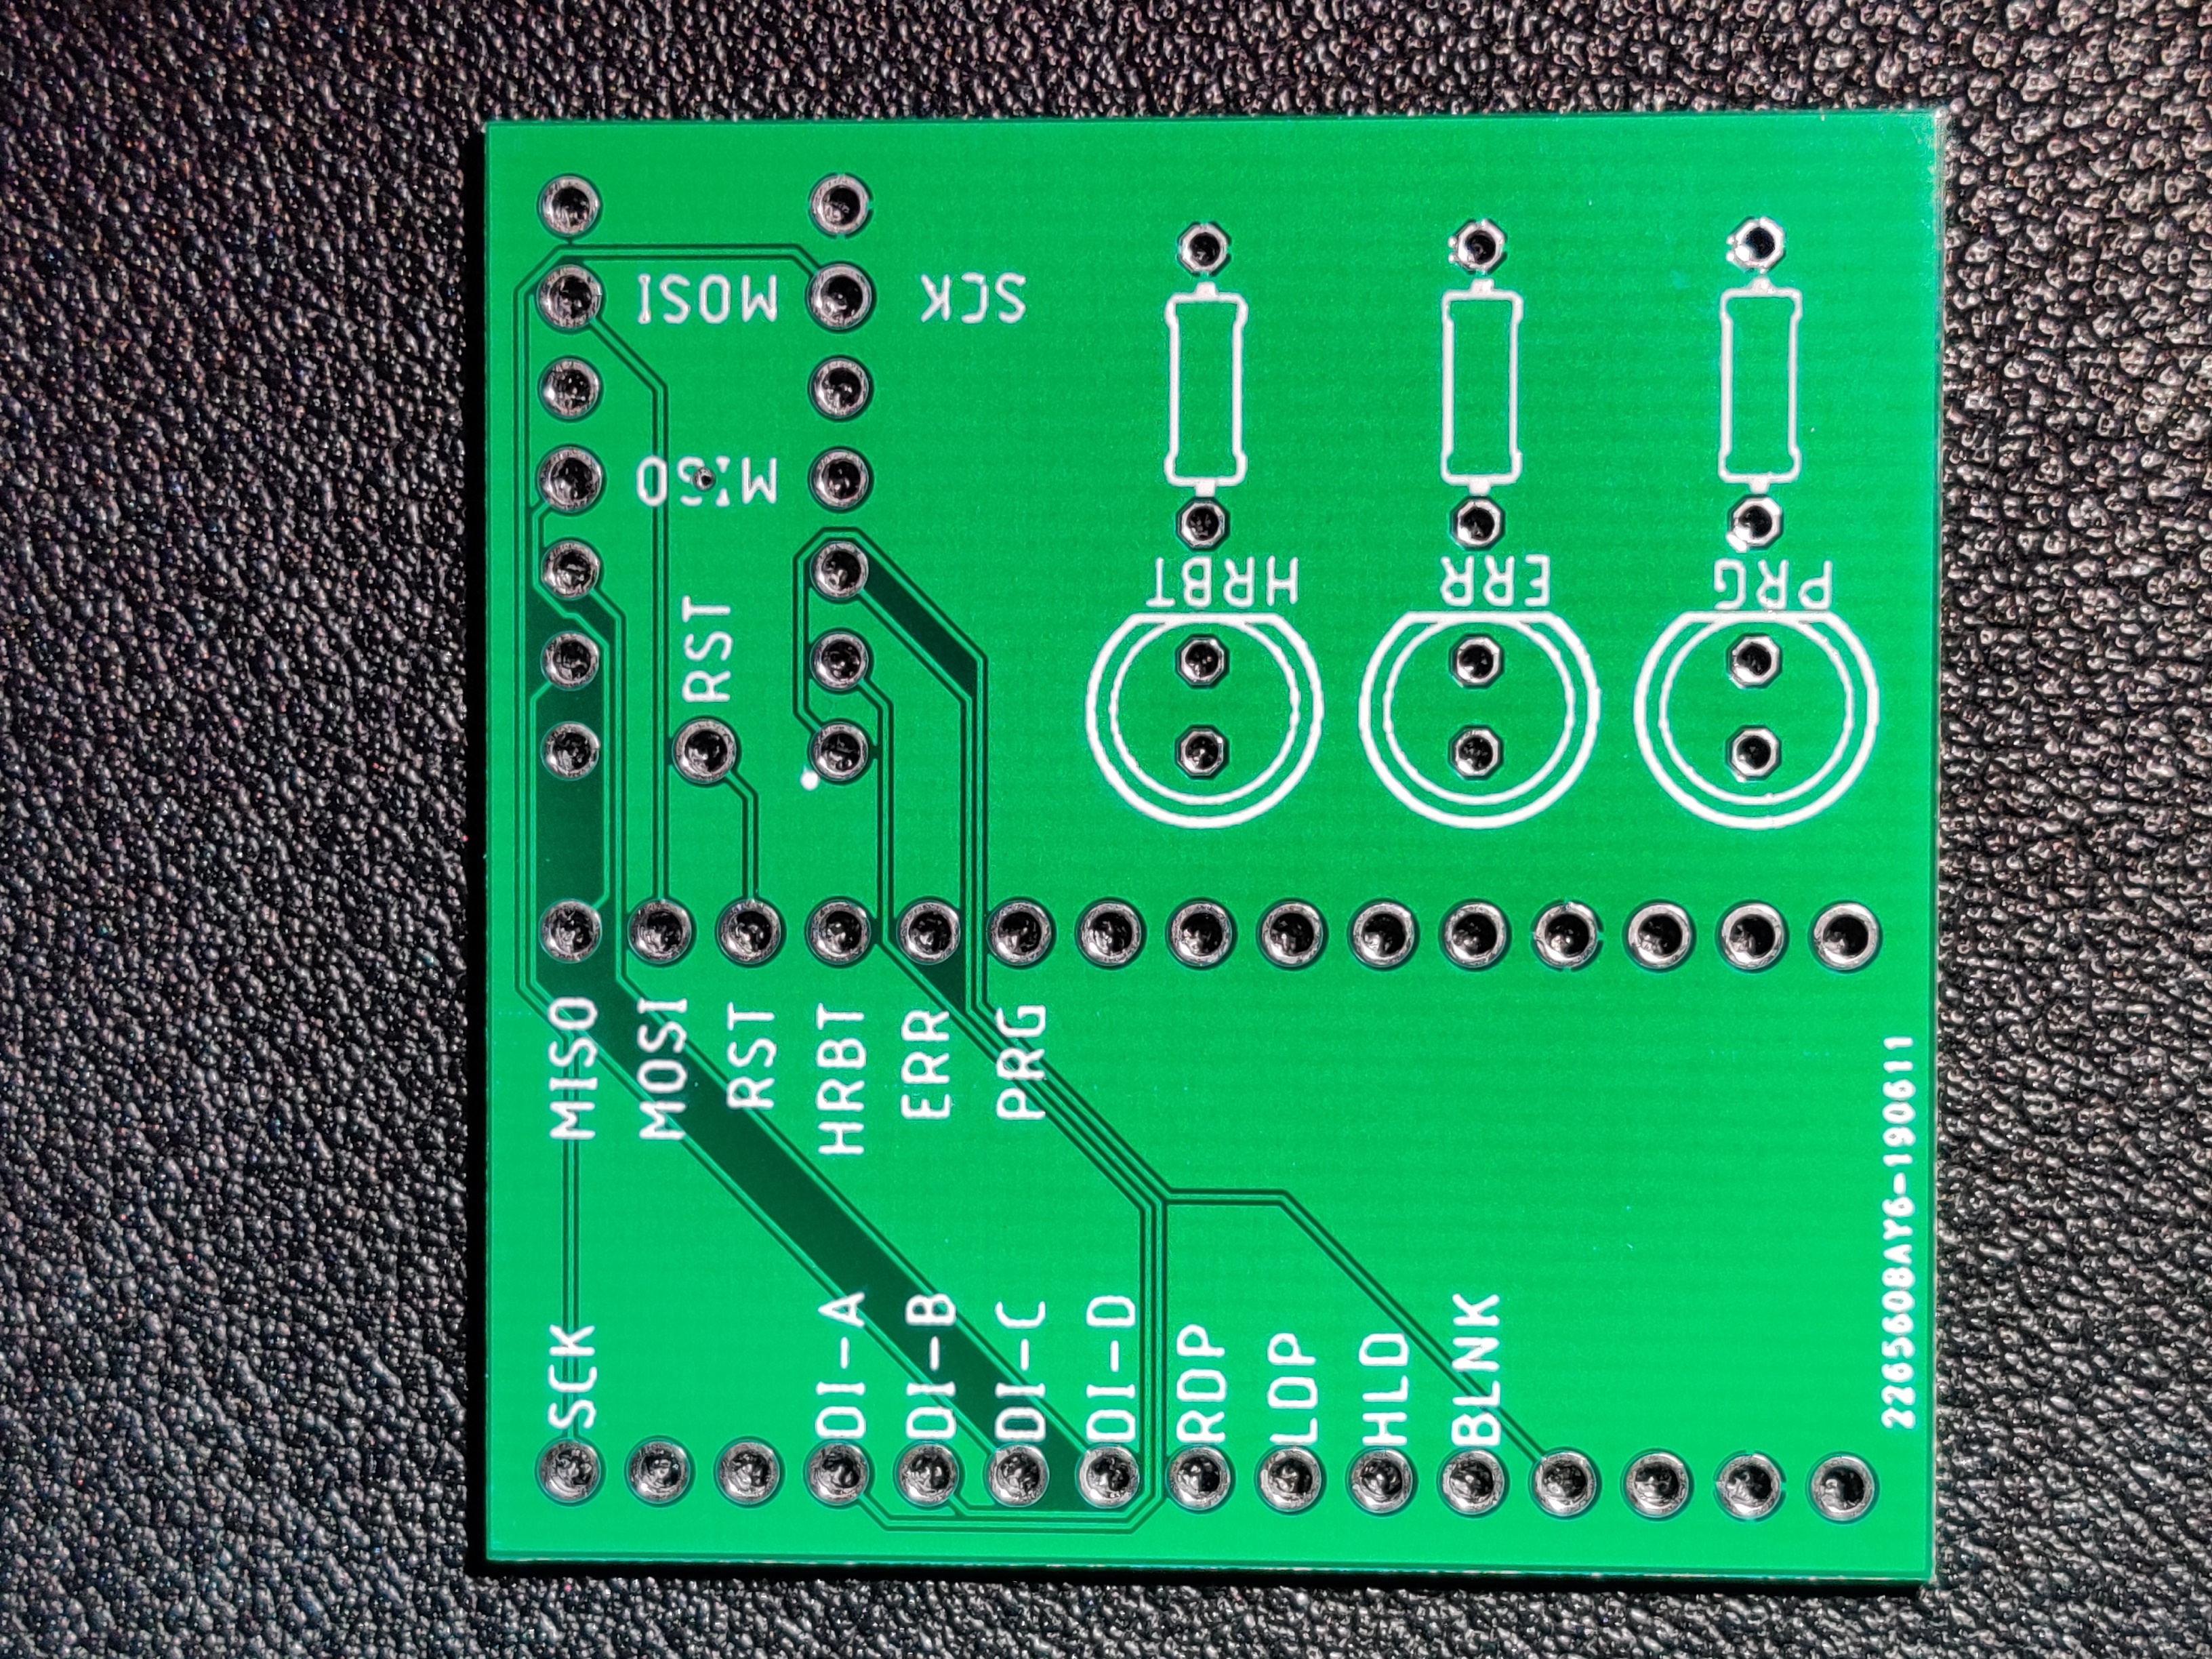 MOSI
SCK
MISO
RST
HRBT
ERR
PRG
MISO
MOSI
RST
HRBT
ERR
PRG
SCK
DI-A
DI-B
DI-C
DI-D
RDP
LDP
HLD
BLNK
2265608AY6-190611